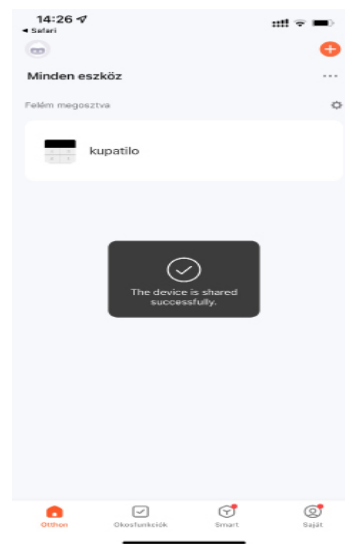 14:26
◂ Safari
Minden eszköz
Felém megosztva
kupatilo
The device is shared
successfully.
Otthon
Okosfunkciók
Smart
Saját